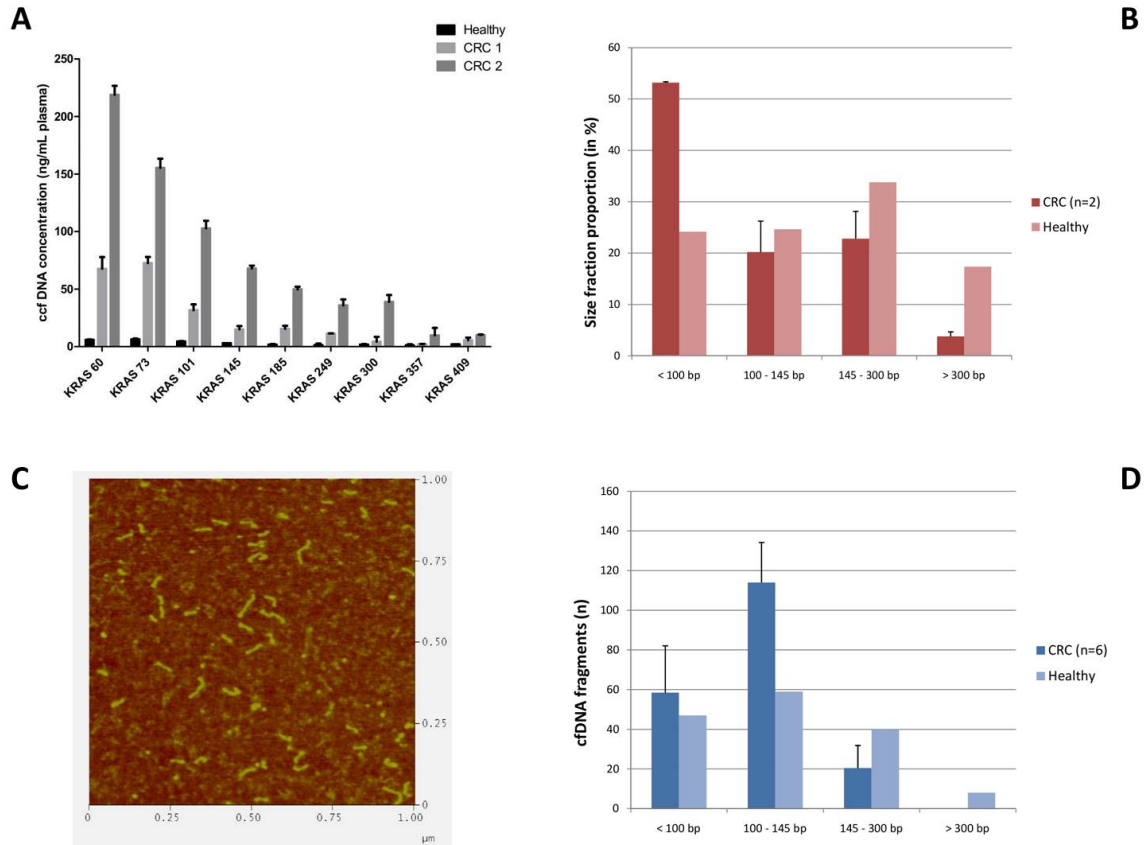 A
Healthy
CRC 1
CRC 2
ccf DNA concentration (ng/mL plasma)
250
200
150
100
50
0
KRAS 60
KRAS 73
KRAS 101
KRAS 145
KRAS 185
KRAS 249
KRAS 300
KRAS 357
KRAS 409
B
Size fraction proportion (in %)
60
50
40
30
20
10
0
< 100 bp
100 - 145 bp
145 - 300 bp
> 300 bp
CRC (n=2)
Healthy
C
1.00
0.75
0.50
0.25
0
0
0.25
0.50
0.75
1.00
μm
D
cfDNA fragments (n)
160
140
120
100
80
60
40
20
0
< 100 bp
100 - 145 bp
145 - 300 bp
> 300 bp
CRC (n=6)
Healthy